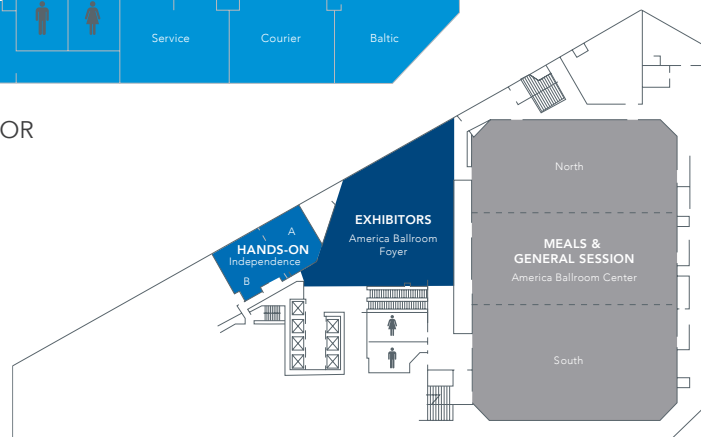 Service
Courier
Baltic
OR
North
EXHIBITORS
America Ballroom
Foyer
A
HANDS-ON
Independence
B
MEALS &
GENERAL SESSION
America Ballroom Center
South